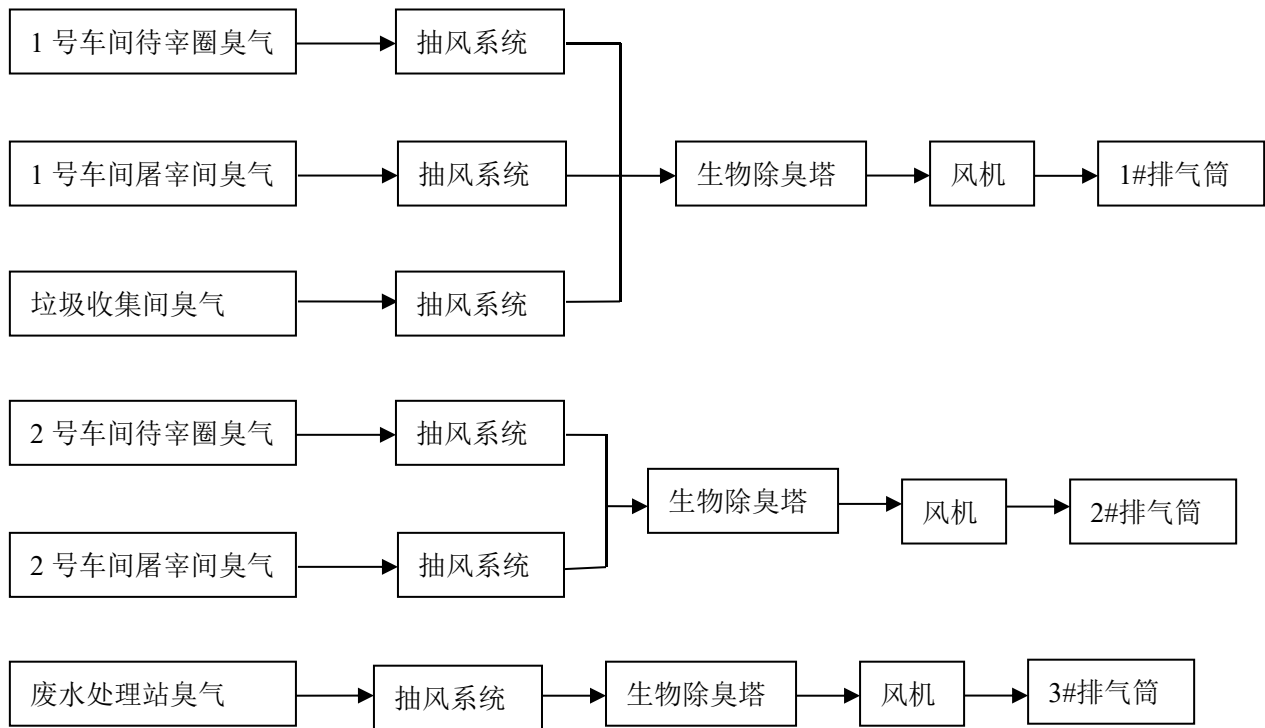 1 号车间待宰圈臭气
抽风系统
1 号车间屠宰间臭气
抽风系统
生物除臭塔
风机
1#排气筒
垃圾收集间臭气
抽风系统
2 号车间待宰圈臭气
抽风系统
生物除臭塔
风机
2#排气筒
2 号车间屠宰间臭气
抽风系统
废水处理站臭气
抽风系统
生物除臭塔
风机
3#排气筒